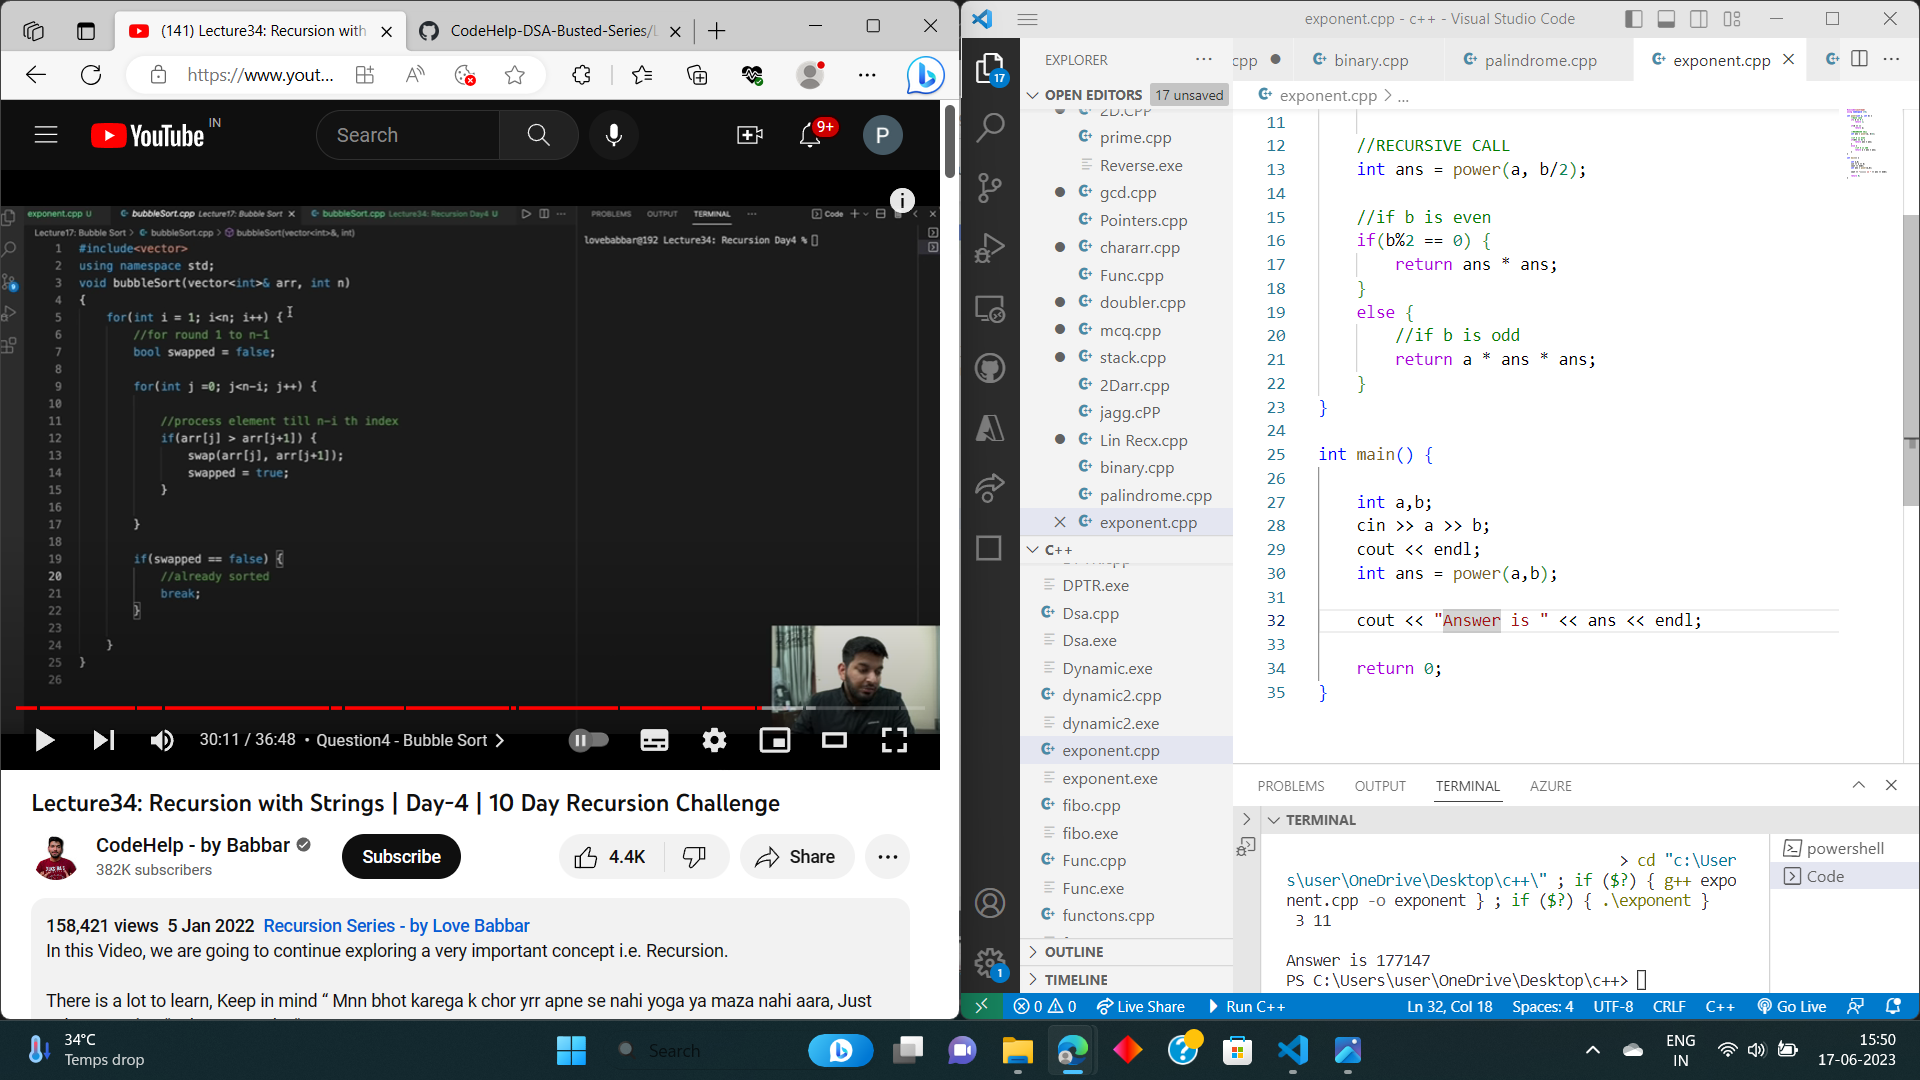 (141) Lecture34: Recursion with
CodeHelp-DSA-Busted-Series/L
https://www.yout...
YouTube IN
Search
9+
P
exponent.cpp U
bubbleSort.cpp Lecture17: Bubble Sort
bubbleSort.cpp Lecture34: Recursion Day4 U
PROBLEMS OUTPUT TERMINAL ... Code
Lecture17: Bubble Sort > bubbleSort.cpp > bubbleSort(vector<int>&, int)
lovebabbar@192 Lecture34: Recursion Day4 %
1 #include<vector>
2 using namespace std;
3 void bubbleSort(vector<int>& arr, int n)
4 {
5 for(int i = 1; i<n; i++) {
6 //for round 1 to n-1
7 bool swapped = false;
8
9 for(int j =0; j<n-i; j++) {
10
11 //process element till n-i th index
12 if(arr[j] > arr[j+1]) {
13 swap(arr[j], arr[j+1]);
14 swapped = true;
15 }
16
17 }
18
19 if(swapped == false) {
20 //already sorted
21 break;
22 }
23
24 }
25 }
26
30:11 / 36:48 • Question4 - Bubble Sort
Lecture34: Recursion with Strings | Day-4 | 10 Day Recursion Challenge
CodeHelp - by Babbar
382K subscribers
Subscribe
4.4K
Share
158,421 views 5 Jan 2022 Recursion Series - by Love Babbar
In this Video, we are going to continue exploring a very important concept i.e. Recursion.
There is a lot to learn, Keep in mind “ Mnn bhot karega k chor yrr apne se nahi yoga ya maza nahi aara, Just
exponent.cpp - c++ - Visual Studio Code
17
EXPLORER
cpp
binary.cpp
palindrome.cpp
exponent.cpp
OPEN EDITORS 17 unsaved
exponent.cpp > ...
2D.CPP
prime.cpp
Reverse.exe
gcd.cpp
Pointers.cpp
chararr.cpp
Func.cpp
doubler.cpp
mcq.cpp
stack.cpp
2Darr.cpp
jagg.cPP
Lin Recx.cpp
binary.cpp
palindrome.cpp
exponent.cpp
C++
DPTR.exe
Dsa.cpp
Dsa.exe
Dynamic.exe
dynamic2.cpp
dynamic2.exe
exponent.cpp
exponent.exe
fibo.cpp
fibo.exe
Func.cpp
Func.exe
functons.cpp
OUTLINE
TIMELINE
1
11
12 //RECURSIVE CALL
13 int ans = power(a, b/2);
14
15 //if b is even
16 if(b%2 == 0) {
17 return ans * ans;
18 }
19 else {
20 //if b is odd
21 return a * ans * ans;
22 }
23 }
24
25 int main() {
26
27 int a,b;
28 cin >> a >> b;
29 cout << endl;
30 int ans = power(a,b);
31
32 cout << "Answer is " << ans << endl;
33
34 return 0;
35 }
PROBLEMS OUTPUT TERMINAL AZURE
TERMINAL
> cd "c:\User
s\user\OneDrive\Desktop\c++\" ; if ($?) { g++ expo
nent.cpp -o exponent } ; if ($?) { .\exponent }
3 11
Answer is 177147
PS C:\Users\user\OneDrive\Desktop\c++>
powershell
Code
0 0 Live Share Run C++ Ln 32, Col 18 Spaces: 4 UTF-8 CRLF C++ Go Live
34°C
Temps drop
Search
ENG
IN
15:50
17-06-2023